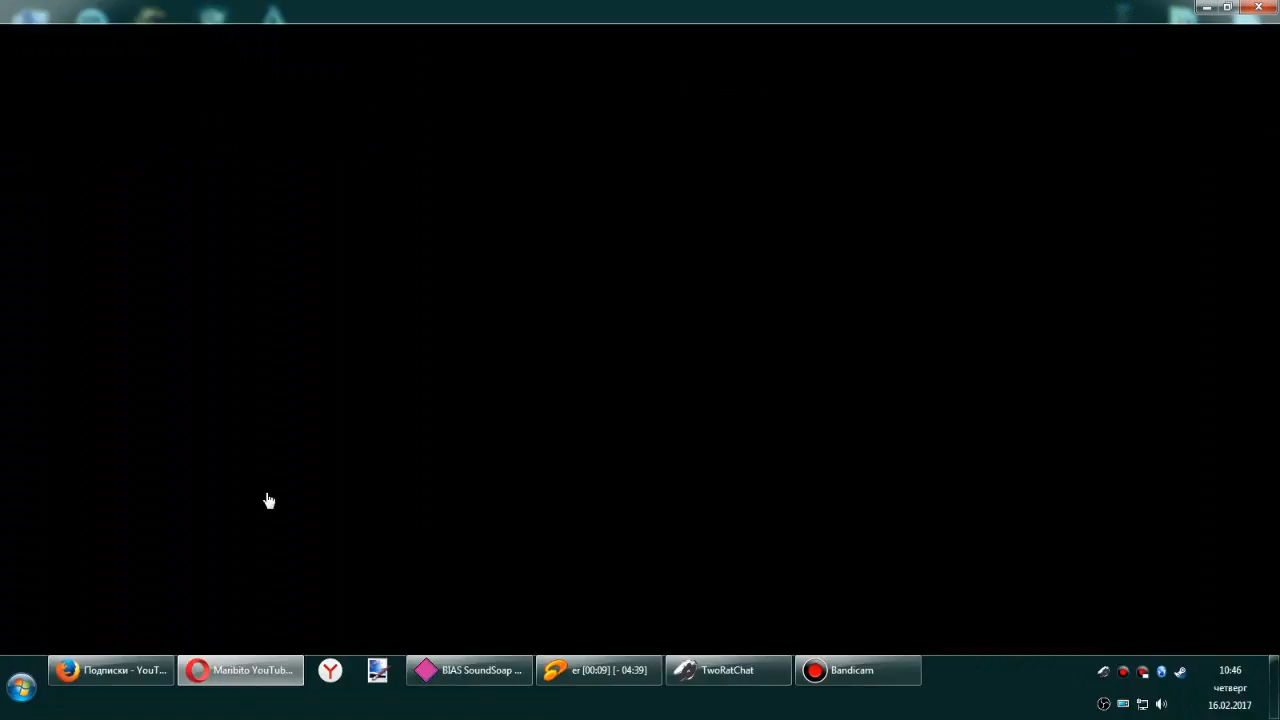 Подписки - YouT...
Manbito YouTub...
BIAS SoundSoap ...
er [00:09] [- 04:39]
TwoRatChat
Bandicam
10:46
четверг
16.02.2017